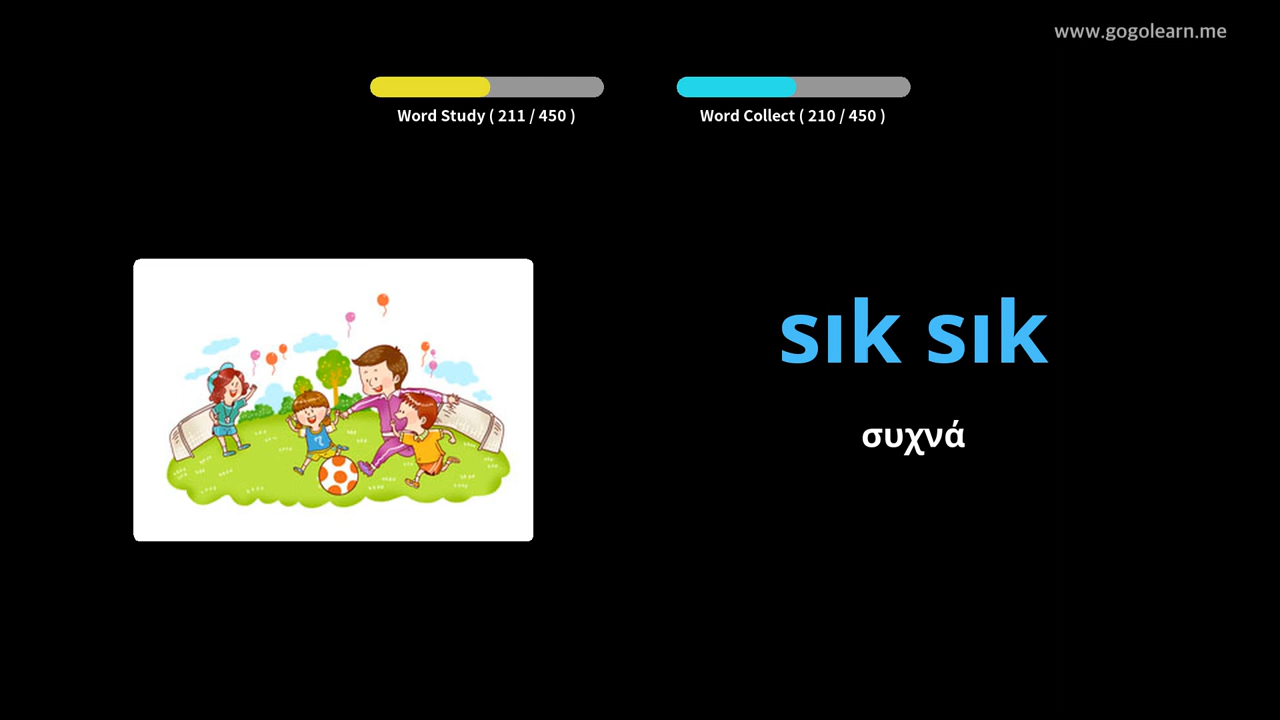 www.gogolearn.me
Word Study ( 211 / 450 )
Word Collect ( 210 / 450 )
sık sık
συχνά